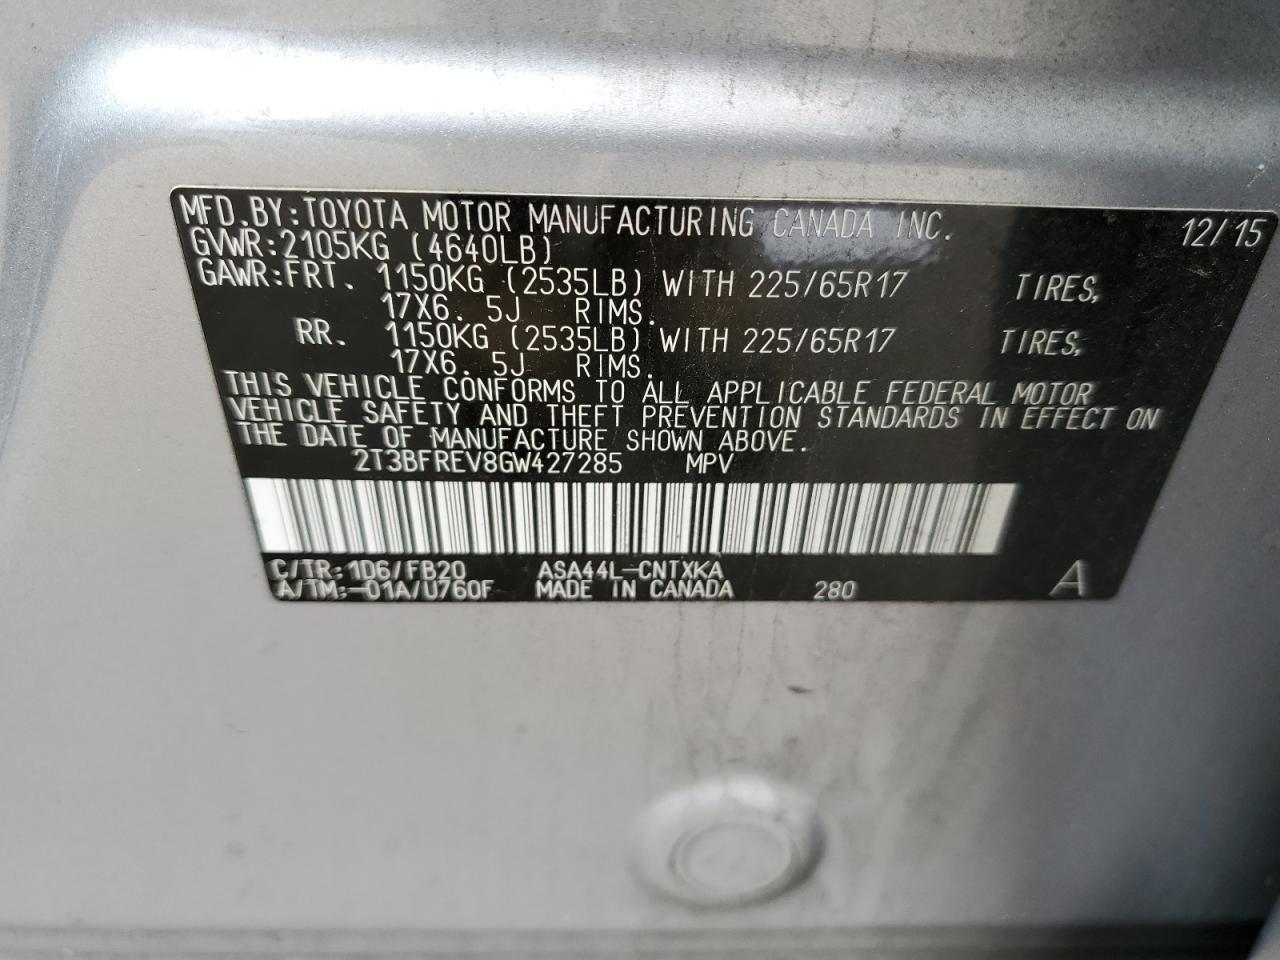 MFD.BY:TOYOTA MOTOR MANUFACTURING CANADA INC. 12/15
GVWR:2105KG (4640LB)
GAWR:FRT. 1150KG (2535LB) WITH 225/65R17 TIRES,
17X6. 5J RIMS.
RR. 1150KG (2535LB) WITH 225/65R17 TIRES,
17X6. 5J RIMS.
THIS VEHICLE CONFORMS TO ALL APPLICABLE FEDERAL MOTOR
VEHICLE SAFETY AND THEFT PREVENTION STANDARDS IN EFFECT ON
THE DATE OF MANUFACTURE SHOWN ABOVE.
2T3BFREV8GW427285 MPV
C/TR:1D6/FB20 ASA44L-CNTXKA
A/TM:-01A/U760F MADE IN CANADA 280 A